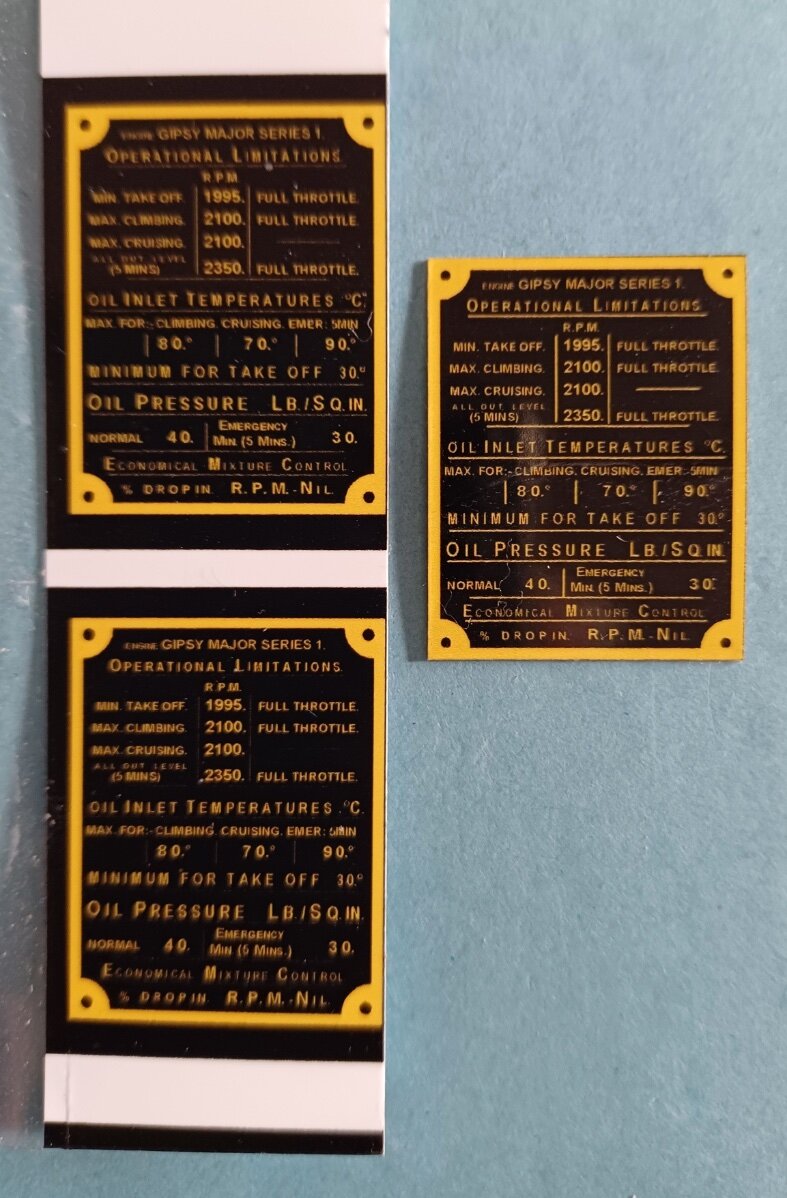 ENGINE GIPSY MAJOR SERIES 1.
OPERATIONAL LIMITATIONS
R.P.M.
MIN. TAKE OFF. 1995. FULL THROTTLE.
MAX. CLIMBING. 2100. FULL THROTTLE.
MAX. CRUISING. 2100.
ALL OUT LEVEL
(5 MINS) 2350. FULL THROTTLE.
OIL INLET TEMPERATURES °C.
MAX. FOR:- CLIMBING. CRUISING. EMER: 5MIN
80.° 70.° 90.°
MINIMUM FOR TAKE OFF 30.°
OIL PRESSURE LB./SQ.IN.
EMERGENCY
NORMAL 40. MIN. (5 MINS.) 30.
ECONOMICAL MIXTURE CONTROL
% DROP IN. R.P.M.-NIL.
ENGINE GIPSY MAJOR SERIES 1.
OPERATIONAL LIMITATIONS
R.P.M.
MIN. TAKE OFF. 1995. FULL THROTTLE.
MAX. CLIMBING. 2100. FULL THROTTLE.
MAX. CRUISING. 2100.
ALL OUT LEVEL
(5 MINS) 2350. FULL THROTTLE.
OIL INLET TEMPERATURES °C.
MAX. FOR:- CLIMBING. CRUISING. EMER: 5MIN
80.° 70.° 90.°
MINIMUM FOR TAKE OFF 30.°
OIL PRESSURE LB./SQ.IN.
EMERGENCY
NORMAL 40. MIN (5 MINS.) 30.
ECONOMICAL MIXTURE CONTROL
% DROP IN. R.P.M.-NIL.
ENGINE GIPSY MAJOR SERIES 1.
OPERATIONAL LIMITATIONS
R.P.M.
MIN. TAKE OFF. 1995. FULL THROTTLE.
MAX. CLIMBING. 2100. FULL THROTTLE.
MAX. CRUISING. 2100.
ALL OUT LEVEL
(5 MINS) 2350. FULL THROTTLE.
OIL INLET TEMPERATURES °C.
MAX. FOR:- CLIMBING. CRUISING. EMER: 5MIN
80.° 70.° 90.°
MINIMUM FOR TAKE OFF 30.°
OIL PRESSURE LB./SQ.IN.
EMERGENCY
NORMAL 40. MIN. (5 MINS.) 30.
ECONOMICAL MIXTURE CONTROL
% DROP IN. R.P.M.-NIL.